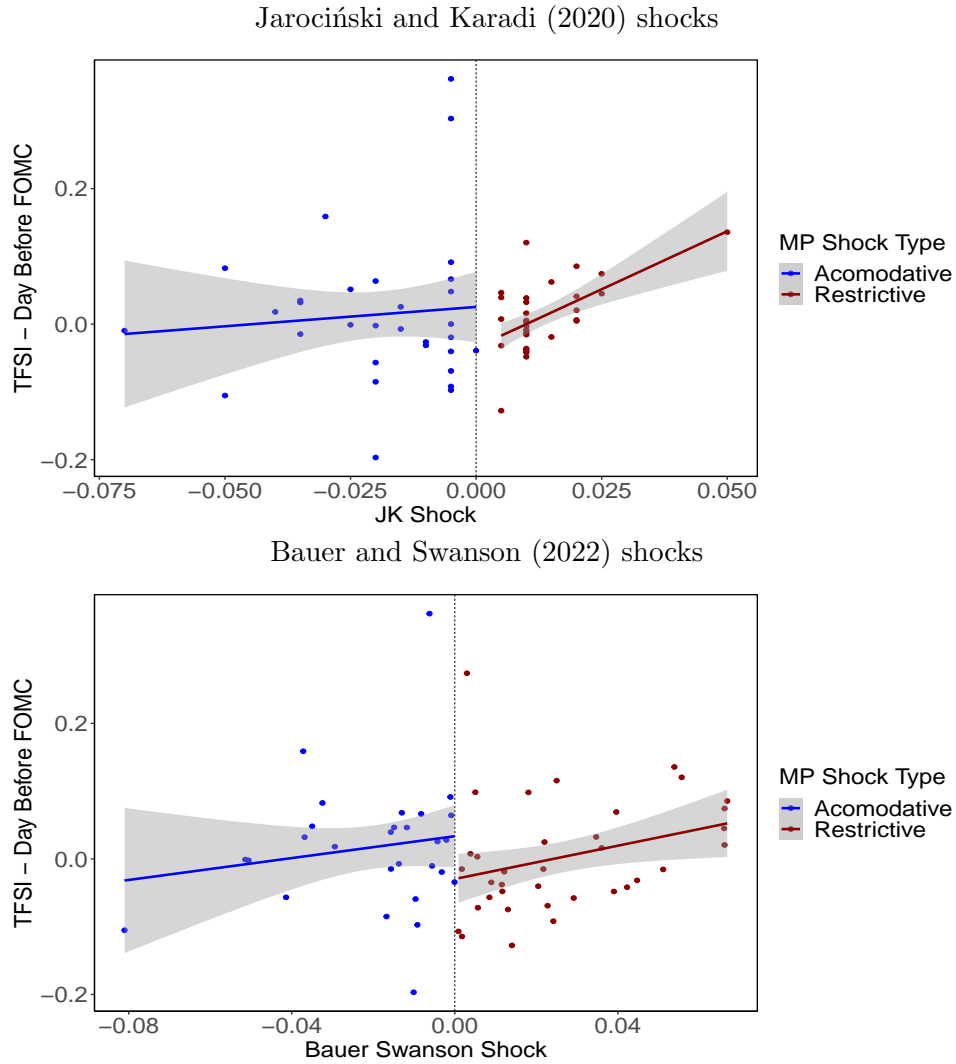 Jarociński and Karadi (2020) shocks
TFSI – Day Before FOMC
0.2
0.0
−0.2
−0.075
−0.050
−0.025
0.000
0.025
0.050
JK Shock
MP Shock Type
Acomodative
Restrictive
Bauer and Swanson (2022) shocks
TFSI – Day Before FOMC
0.2
0.0
−0.2
−0.08
−0.04
0.00
0.04
Bauer Swanson Shock
MP Shock Type
Acomodative
Restrictive